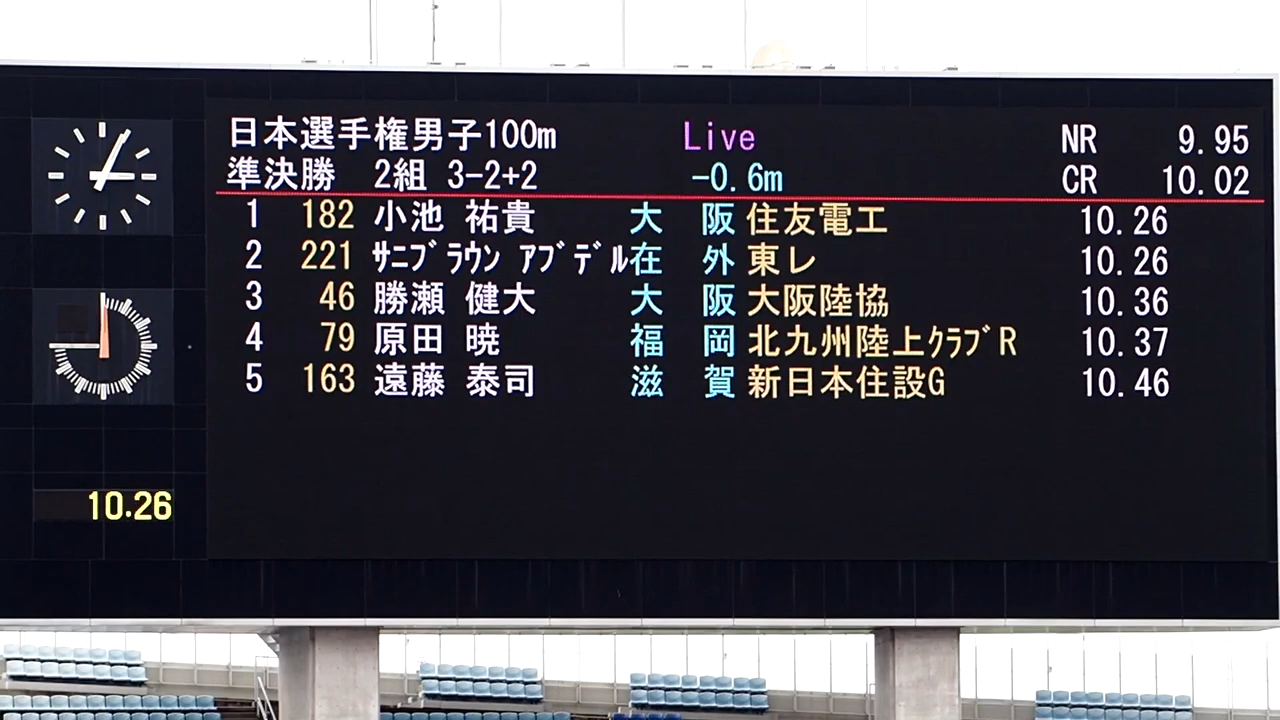 日本選手権男子100m Live NR 9.95
準決勝 2組 3-2+2 -0.6m CR 10.02
1 182 小池 祐貴 大 阪 住友電工 10.26
2 221 ｻﾆﾌﾞﾗｳﾝ ｱﾌﾞﾃﾞﾙ 在 外 東レ 10.26
3 46 勝瀬 健大 大 阪 大阪陸協 10.36
4 79 原田 暁 福 岡 北九州陸上ｸﾗﾌﾞR 10.37
5 163 遠藤 泰司 滋 賀 新日本住設G 10.46
10.26